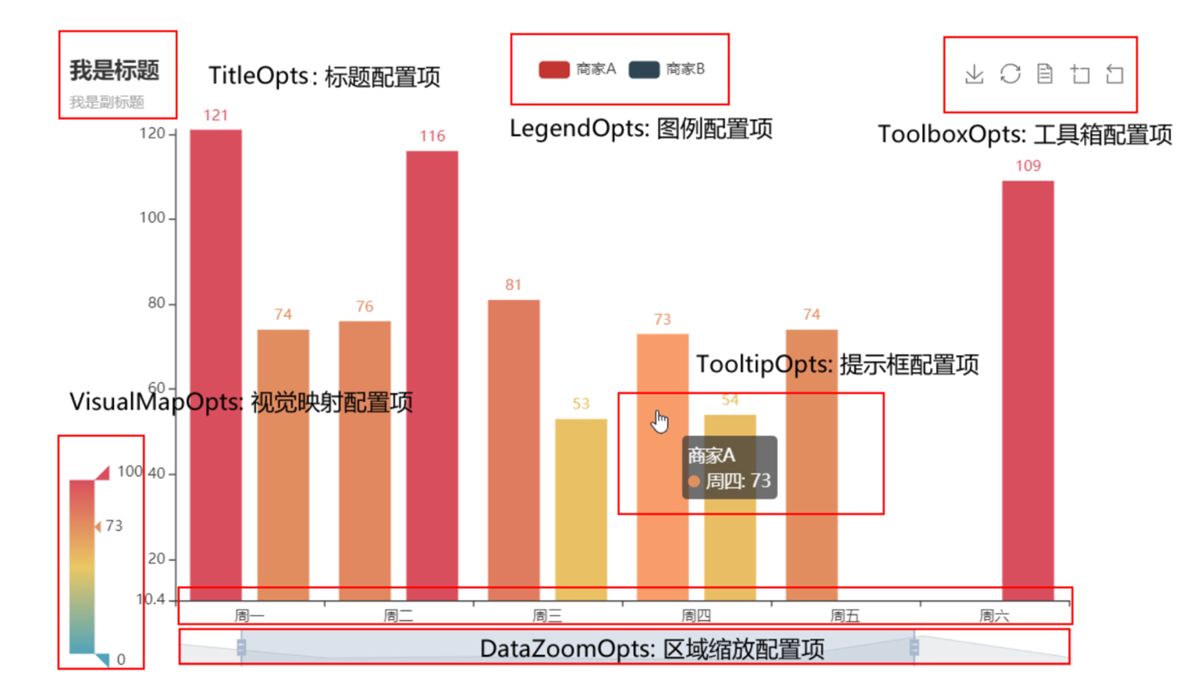 我是标题
我是副标题
TitleOpts: 标题配置项
商家A 商家B
LegendOpts: 图例配置项
ToolboxOpts: 工具箱配置项
121
116
109
120
100
81
80
76
74
73
74
TooltipOpts: 提示框配置项
60
VisualMapOpts: 视觉映射配置项
53
54
商家A
周四: 73
100
40
73
20
10.4
0
周一 周二 周三 周四 周五 周六
DataZoomOpts: 区域缩放配置项